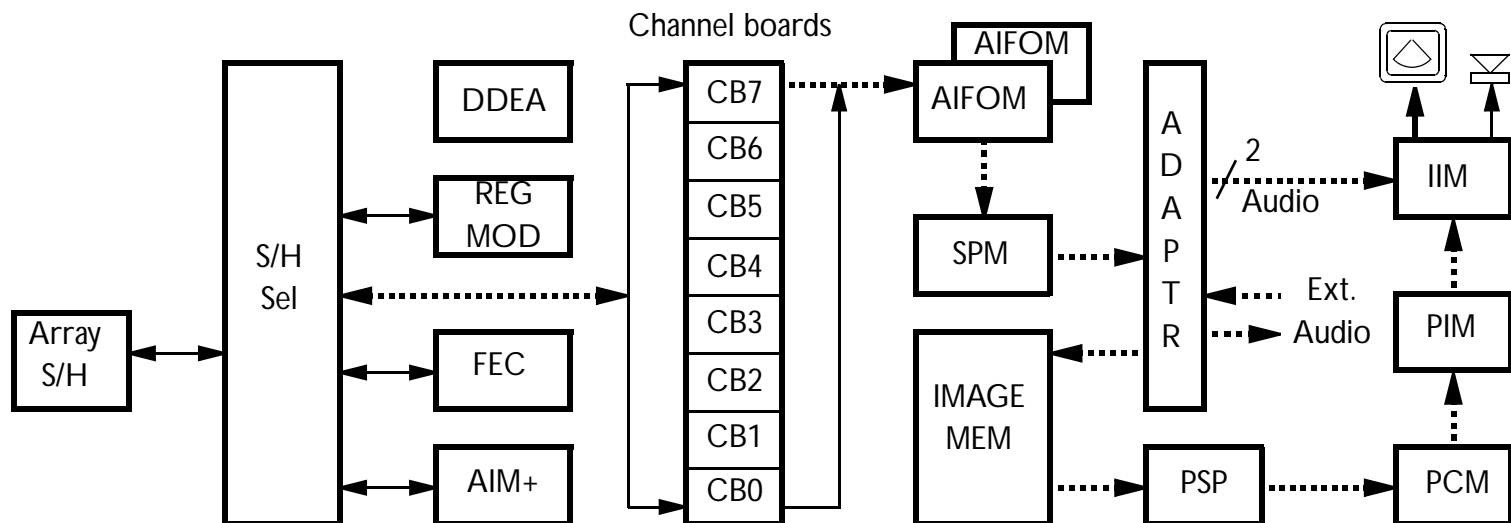 Channel boards
Array
S/H
S/H
Sel
DDEA
REG
MOD
FEC
AIM+
CB7
CB6
CB5
CB4
CB3
CB2
CB1
CB0
AIFOM
AIFOM
SPM
IMAGE
MEM
A
D
A
P
T
R
2
Audio
Ext.
Audio
PSP
IIM
PIM
PCM